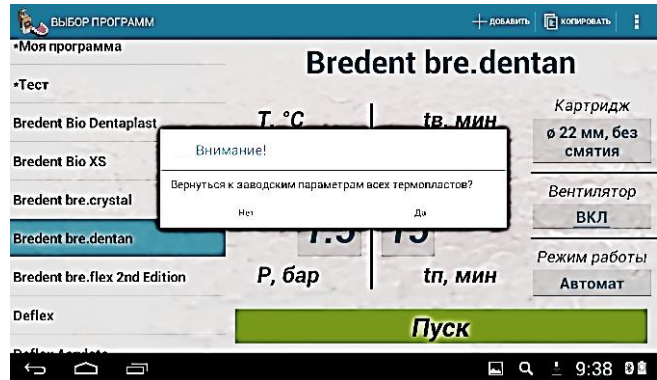 ВЫБОР ПРОГРАММ
ДОБАВИТЬ
КОПИРОВАТЬ
*Моя программа
*Тест
Bredent Bio Dentaplast
Bredent Bio XS
Bredent bre.crystal
Bredent bre.dentan
Bredent bre.flex 2nd Edition
Deflex
Bredent bre.dentan
T, °C
tв, мин
Внимание!
Вернуться к заводским параметрам всех термопластов?
Нет
Да
P, бар
tп, мин
Картридж
ø 22 мм, без
смятия
Вентилятор
ВКЛ
Режим работы
Автомат
Пуск
9:38